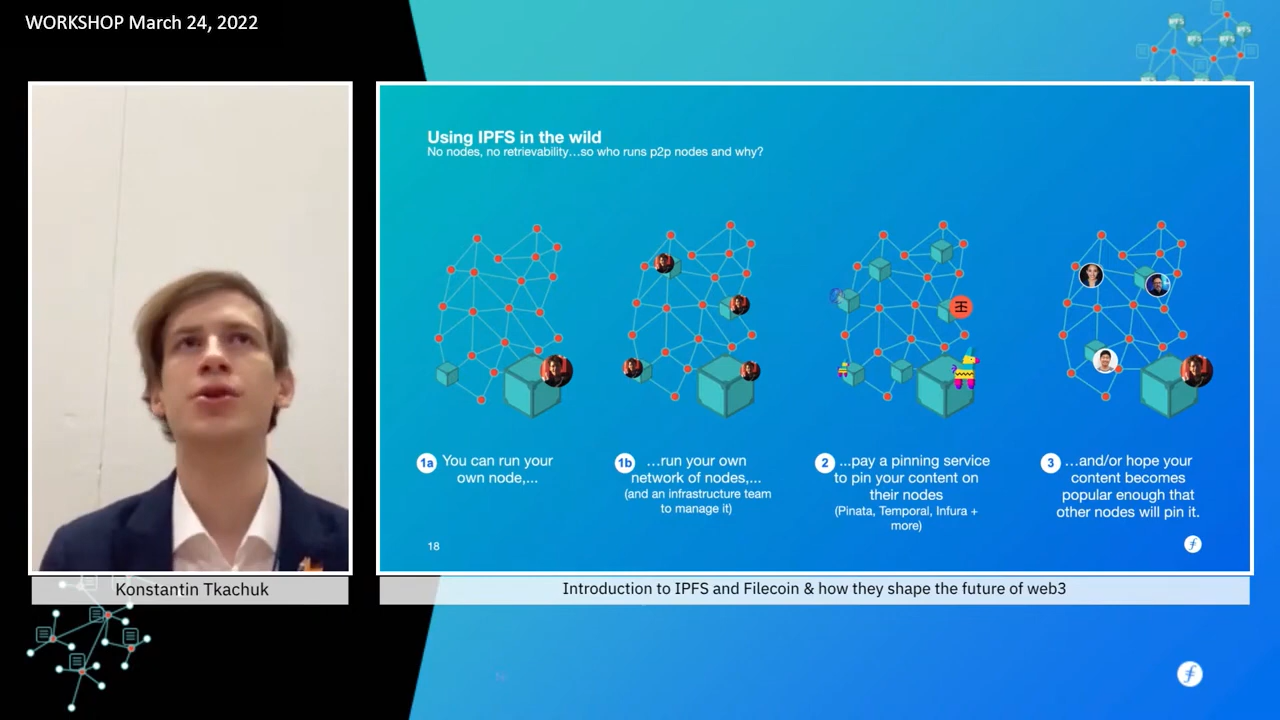 WORKSHOP March 24, 2022
Using IPFS in the wild
No nodes, no retrievability...so who runs p2p nodes and why?
1a You can run your
own node,...
1b ...run your own
network of nodes,...
(and an infrastructure team
to manage it)
2 ...pay a pinning service
to pin your content on
their nodes
(Pinata, Temporal, Infura +
more)
3 ...and/or hope your
content becomes
popular enough that
other nodes will pin it.
18
Konstantin Tkachuk
Introduction to IPFS and Filecoin & how they shape the future of web3